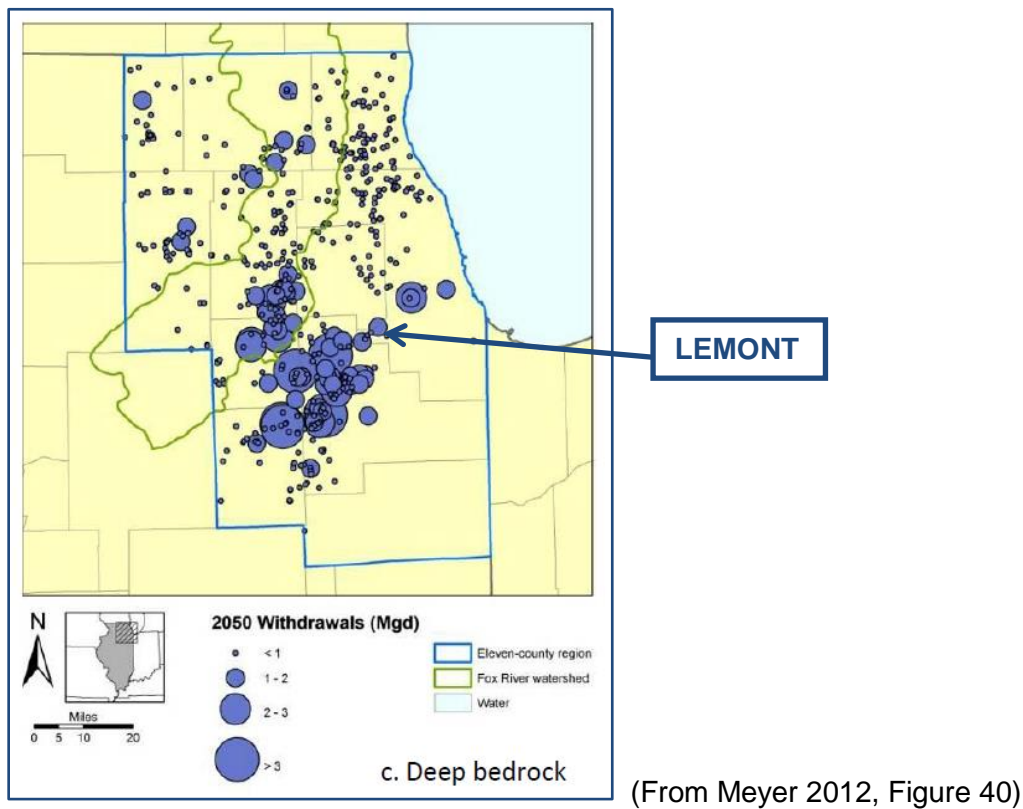 LEMONT
N
Miles
0 5 10 20
2050 Withdrawals (Mgd)
< 1
1 - 2
2 - 3
> 3
Eleven-county region
Fox River watershed
Water
c. Deep bedrock
(From Meyer 2012, Figure 40)